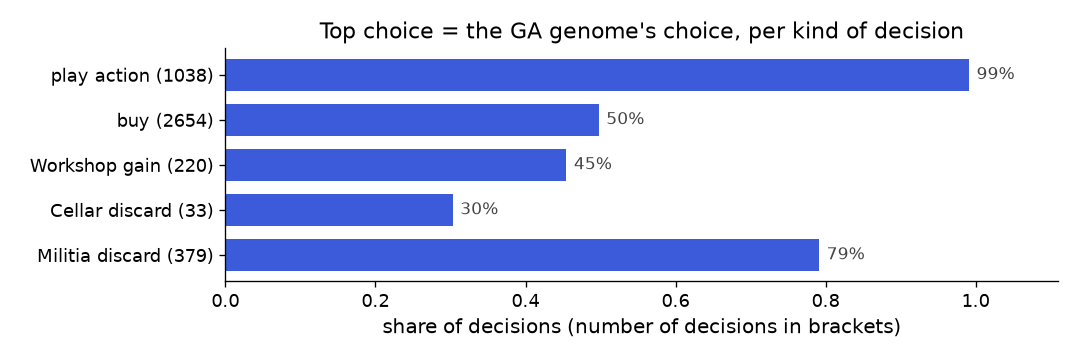 Top choice = the GA genome's choice, per kind of decision
play action (1038)
99%
buy (2654)
50%
Workshop gain (220)
45%
Cellar discard (33)
30%
Militia discard (379)
79%
0.0 0.2 0.4 0.6 0.8 1.0
share of decisions (number of decisions in brackets)